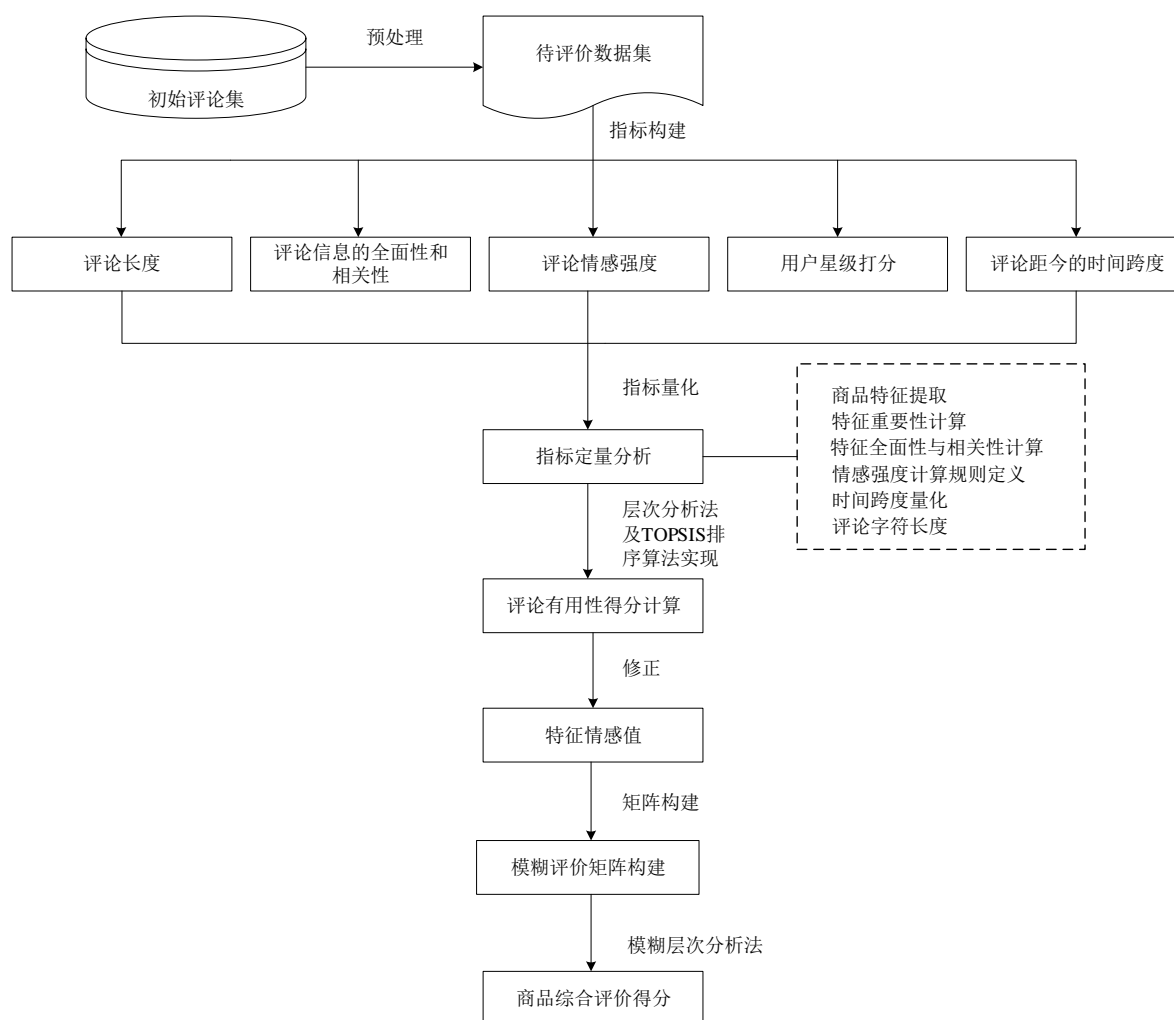 预处理
待评价数据集
初始评论集
指标构建
评论长度
评论信息的全面性和
相关性
评论情感强度
用户星级打分
评论距今的时间跨度
指标量化
商品特征提取
特征重要性计算
特征全面性与相关性计算
情感强度计算规则定义
时间跨度量化
评论字符长度
指标定量分析
层次分析法
及TOPSIS排
序算法实现
评论有用性得分计算
修正
特征情感值
矩阵构建
模糊评价矩阵构建
模糊层次分析法
商品综合评价得分